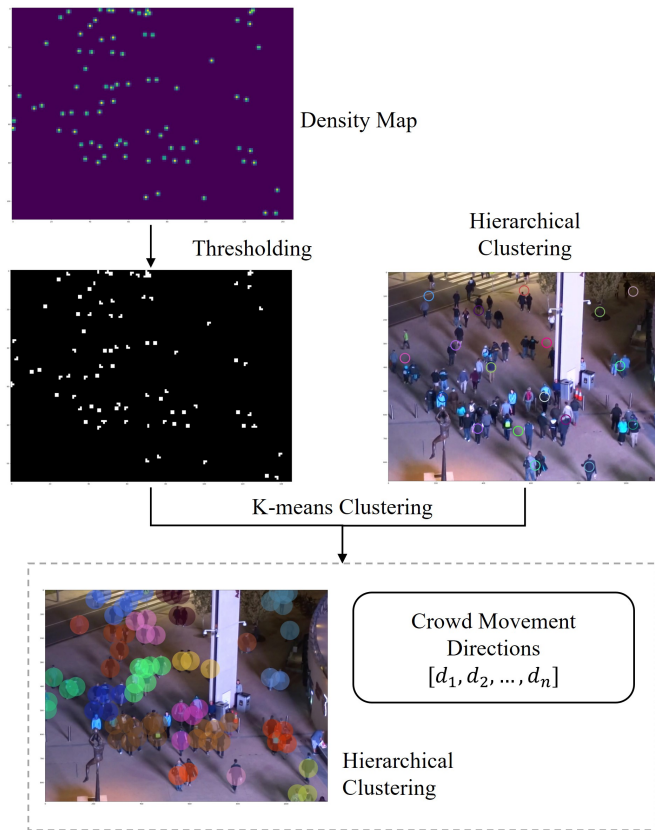 Density Map
Thresholding
Hierarchical
Clustering
K-means Clustering
Crowd Movement
Directions
[d₁, d₂, ..., dₙ]
Hierarchical
Clustering